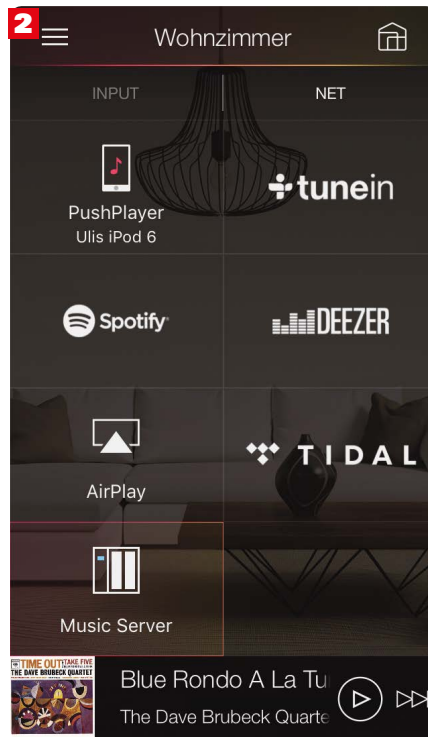 2
Wohnzimmer
INPUT
NET
PushPlayer
Ulis iPod 6
tunein
Spotify
DEEZER
AirPlay
TIDAL
Music Server
TIME OUT TAKE FIVE
THE DAVE BRUBECK QUARTET
Blue Rondo A La Tu
The Dave Brubeck Quarte